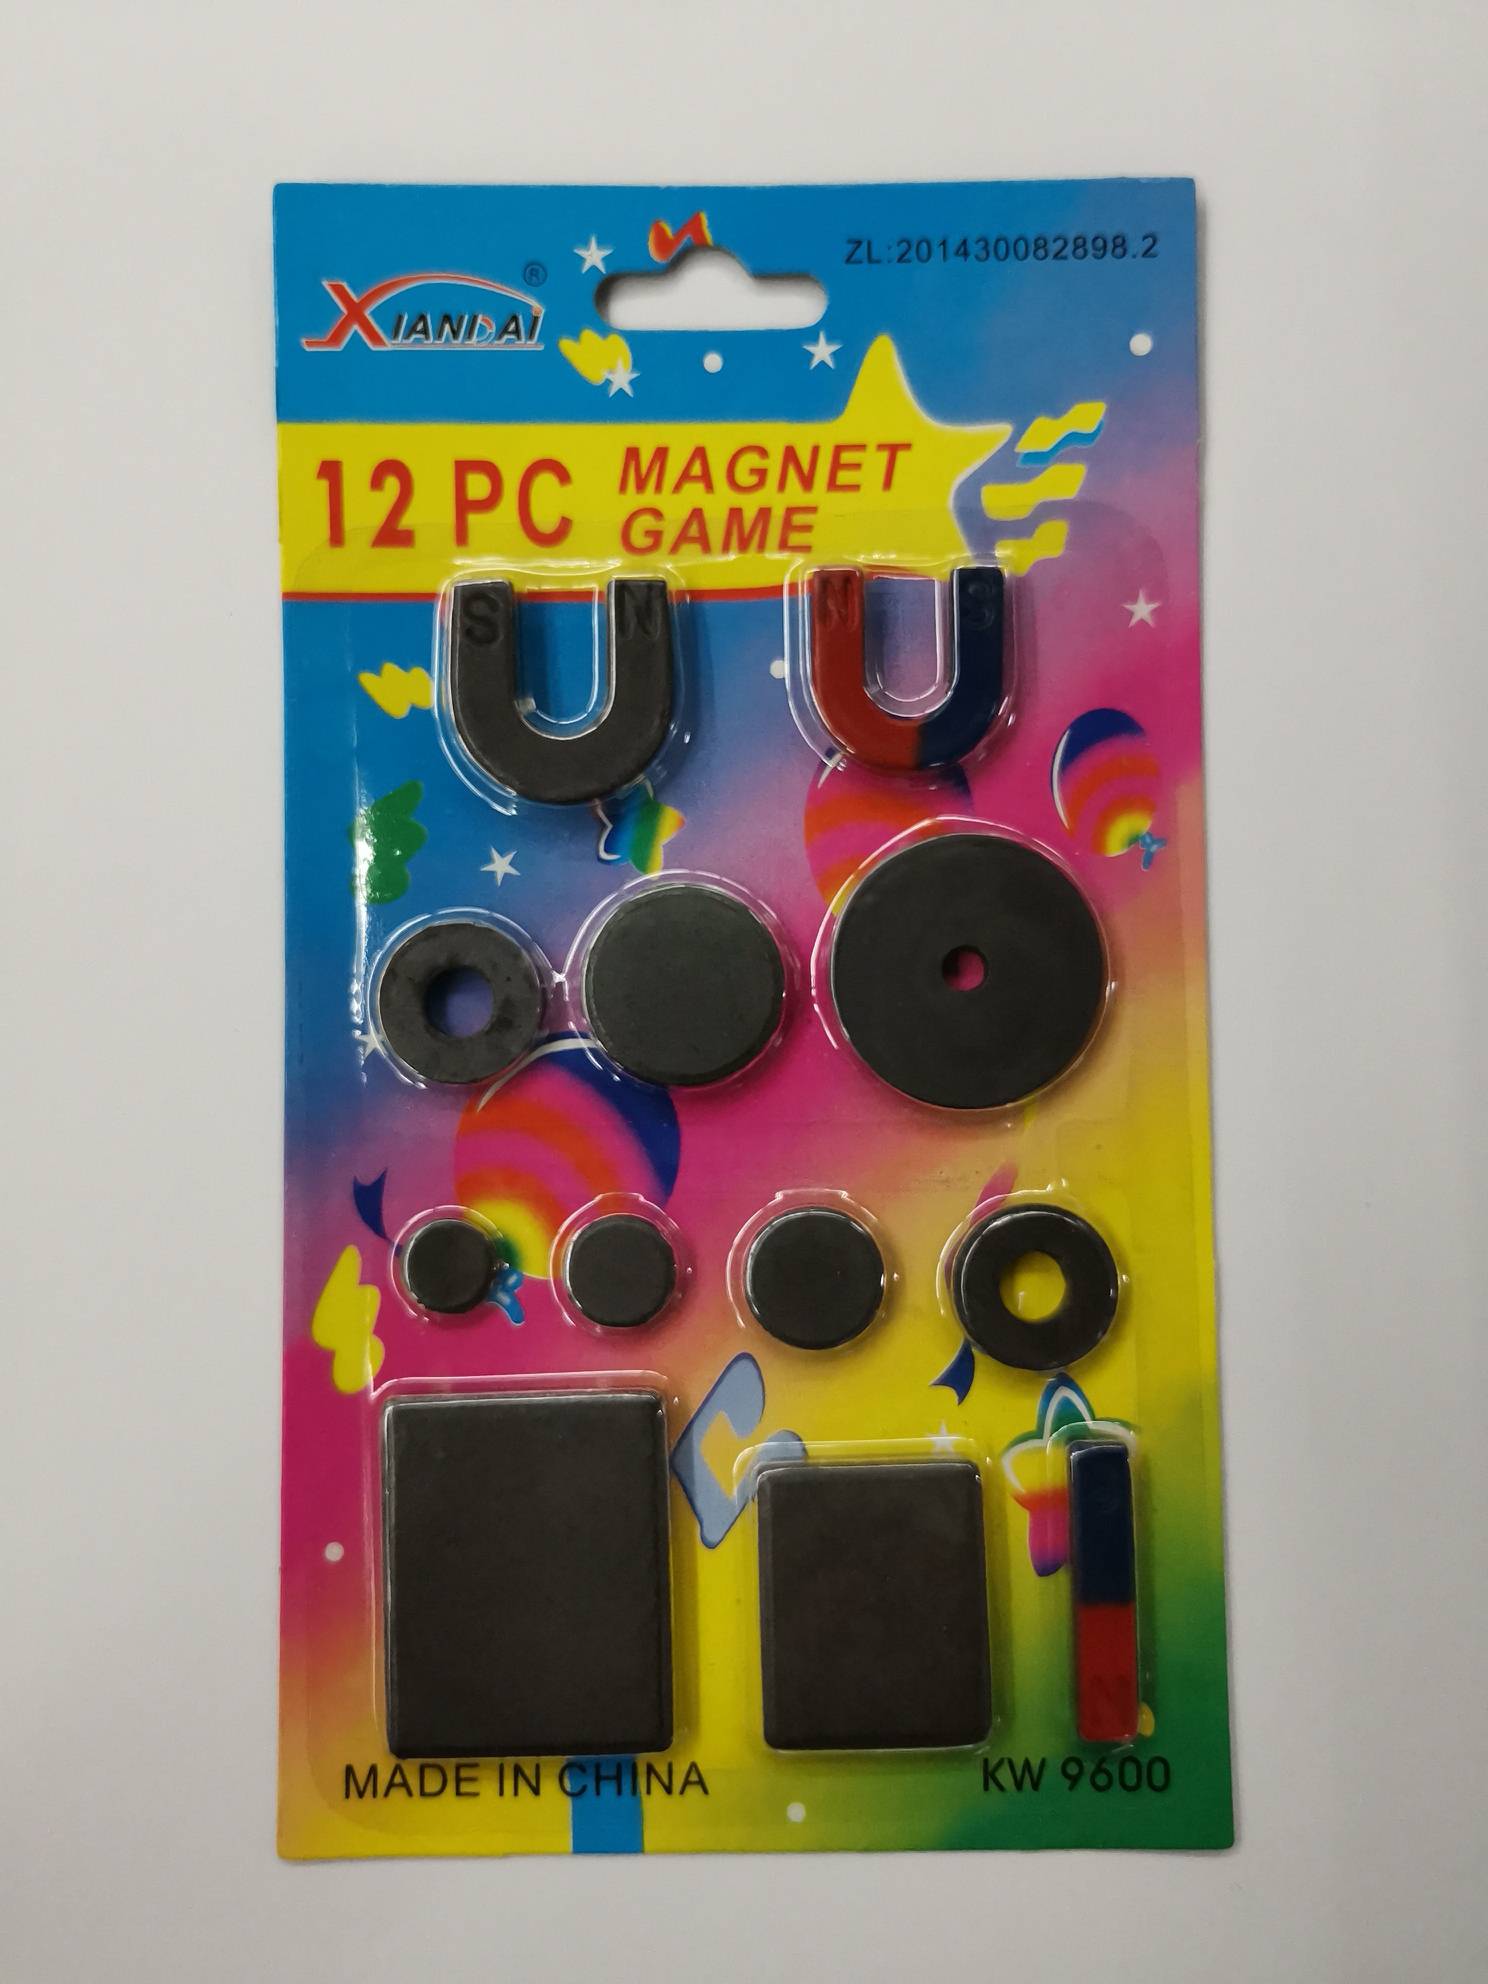 ZL:201430082898.2
XIANDAI ®
12 PC MAGNET
GAME
S N
N S
N
MADE IN CHINA
KW 9600